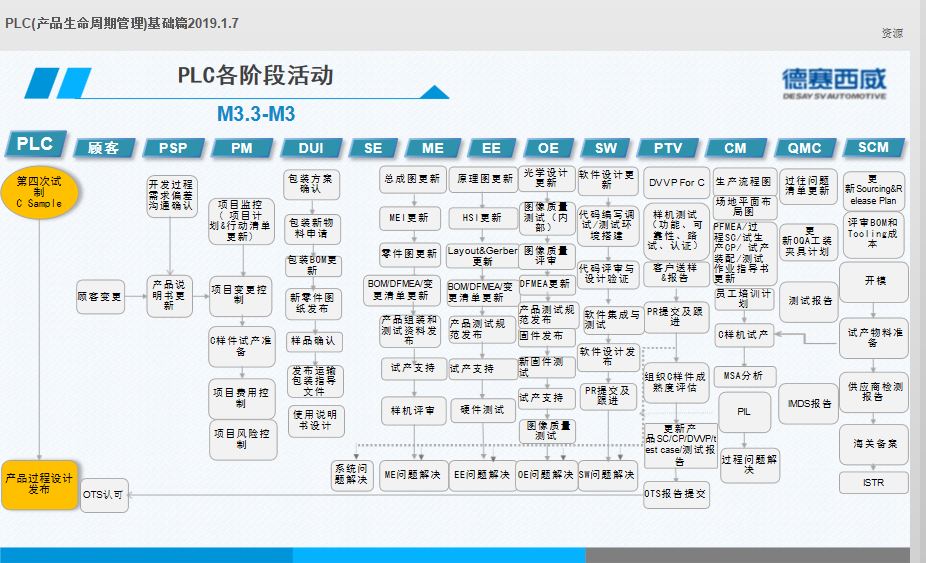 PLC(产品生命周期管理)基础篇2019.1.7
资源
PLC各阶段活动
德赛西威
DESAY SV AUTOMOTIVE
M3.3-M3
PLC
顾客
PSP
PM
DUI
SE
ME
EE
OE
SW
PTV
CM
QMC
SCM
第四次试
制
C Sample
产品过程设计
发布
顾客变更
OTS认可
开发过程
需求偏差
沟通确认
产品说
明书更
新
项目监控
( 项目计
划&行动清单
更新)
项目变更控
制
C样件试产准
备
项目费用控
制
项目风险控
制
包装方案
确认
包装新物
料申请
包装BOM更
新
新零件图
纸发布
样品确认
发布运输
包装指导
文件
使用说明
书设计
系统问
题解决
总成图更新
MEI更新
零件图更新
BOM/DFMEA/变
更清单更新
产品组装和
测试资料发
布
试产支持
样机评审
ME问题解决
原理图更新
HSI更新
Layout&Gerber
更新
BOM/DFMEA/变
更清单更新
产品测试规
范发布
试产支持
硬件测试
EE问题解决
光学设计
更新
图像质量
测试（内
部）
图像质量
评审
DFMEA更新
产品测试规
范发布
固件发布
新固件测
试
试产支持
图像质量
测试
OE问题解决
软件设计更
新
代码编写调
试/测试环
境搭建
代码评审与
设计验证
软件集成与
测试
软件设计发
布
PR提交及
跟进
SW问题解决
DVVP For C
样机测试
（功能、可
靠性、路
试、认证）
客户送样
&报告
PR提交及跟
进
组织C样件成
熟度评估
更新产
品SC/CP/DVVP/t
est case/测试报
告
OTS报告提交
生产流程图
场地平面布
局图
PFMEA/过
程SC/试生
产CP/ 试产
装配/测试
作业指导书
更新
员工培训计
划
C样机试产
MSA分析
PIL
过程问题解
决
过往问题
清单更新
更
新OQA工装
夹具计划
测试报告
IMDS报告
更
新Sourcing&R
elease Plan
评审BOM和
Tooling成
本
开模
试产物料准
备
供应商检测
报告
海关备案
ISTR